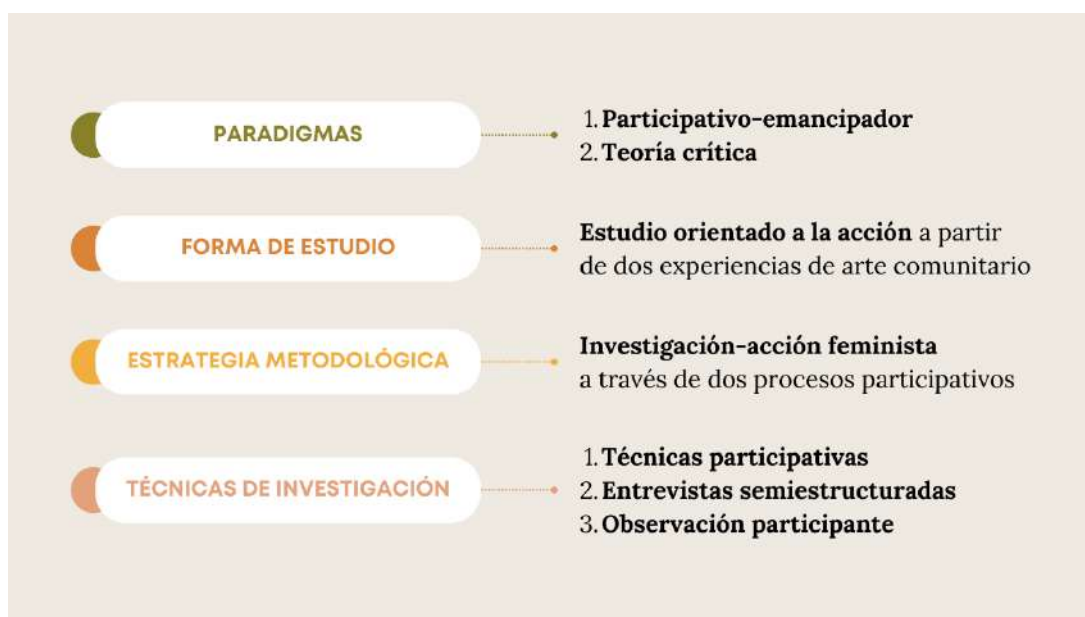 PARADIGMAS
1. Participativo-emancipador
2. Teoría crítica
FORMA DE ESTUDIO
Estudio orientado a la acción a partir
de dos experiencias de arte comunitario
ESTRATEGIA METODOLÓGICA
Investigación-acción feminista
a través de dos procesos participativos
TÉCNICAS DE INVESTIGACIÓN
1. Técnicas participativas
2. Entrevistas semiestructuradas
3. Observación participante